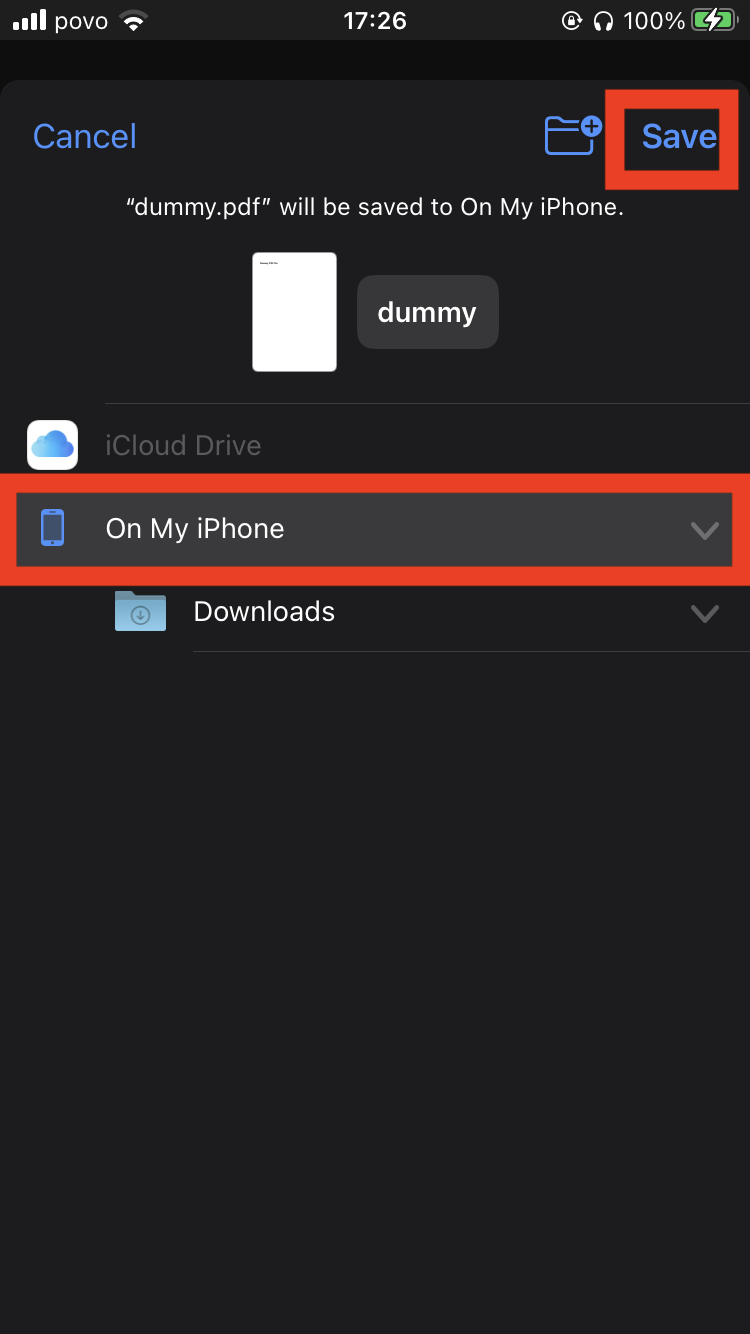 povo 17:26 100%
Cancel Save
“dummy.pdf” will be saved to On My iPhone.
dummy
iCloud Drive
On My iPhone
Downloads